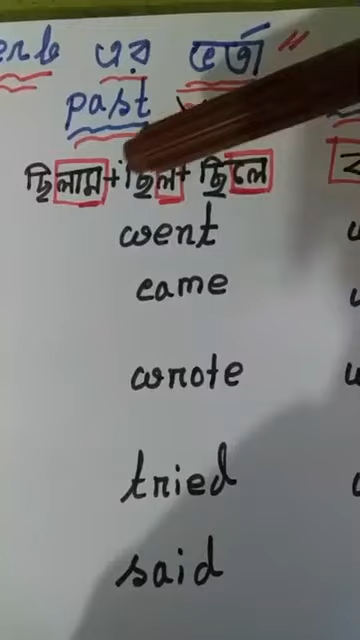 এর
past
ছিলাম+ ছিল+ ছিলে
went
came
wrote
tried
said